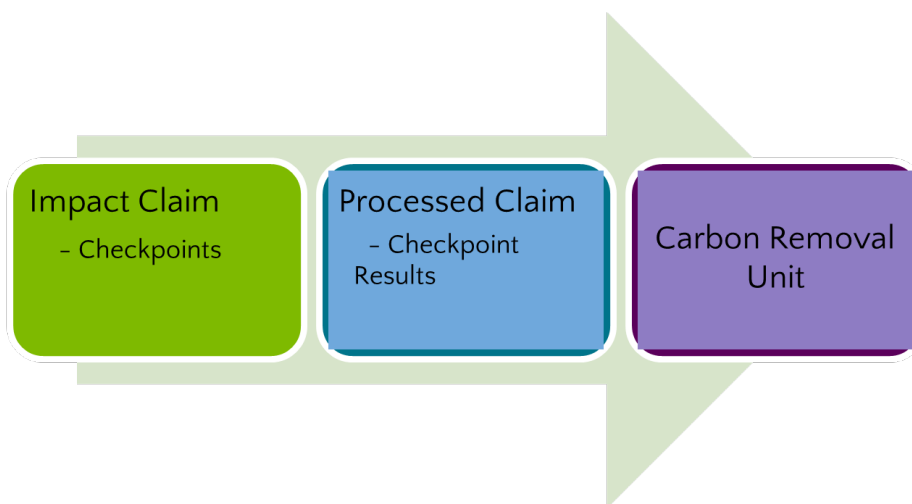 Impact Claim
– Checkpoints
Processed Claim
– Checkpoint
Results
Carbon Removal
Unit